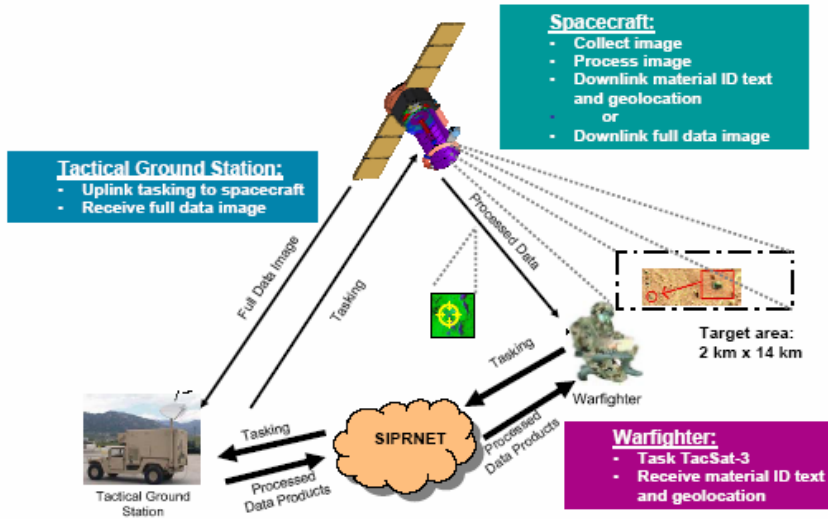 Spacecraft:
- Collect image
- Process image
- Downlink material ID text
and geolocation
- or
- Downlink full data image
Tactical Ground Station:
- Uplink tasking to spacecraft
- Receive full data image
Full Data Image
Tasking
Processed Data
Target area:
2 km x 14 km
Tasking
Warfighter
Tasking
SIPRNET
Processed
Data Products
Processed
Data Products
Tactical Ground
Station
Warfighter:
- Task TacSat-3
- Receive material ID text
and geolocation